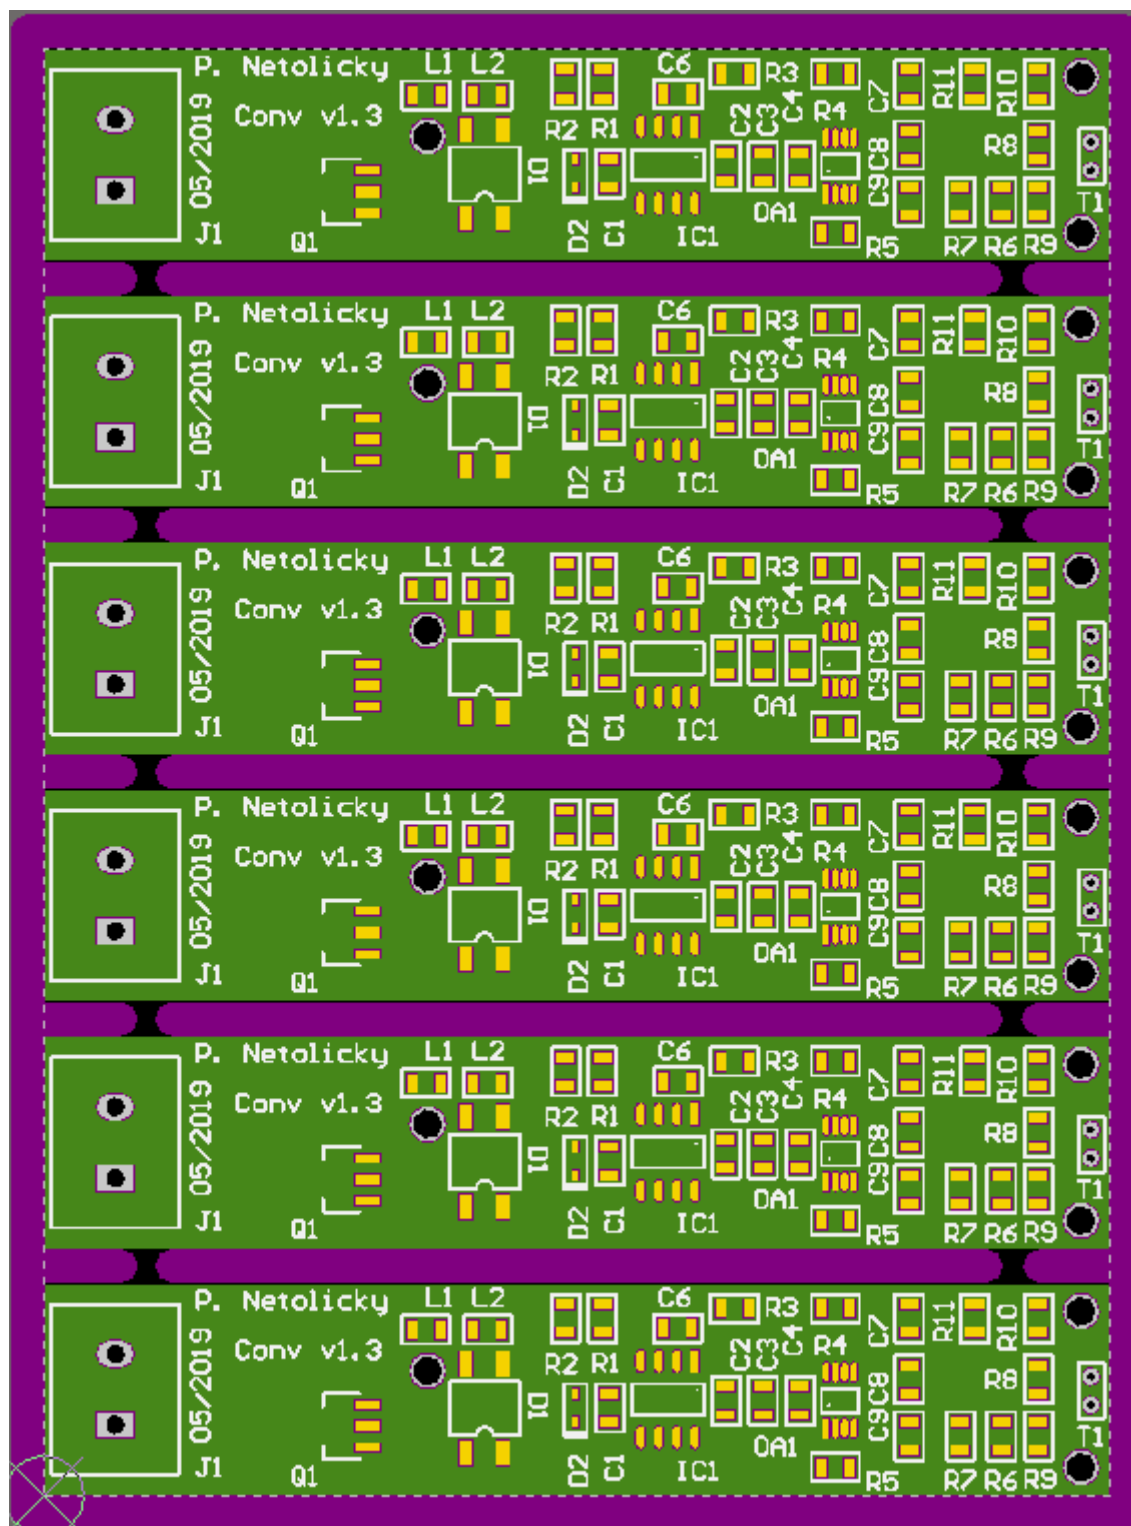 P. Netolicky L1 L2 C6 R3 C7 R11 R10
Conv v1.3 05/2019 R2 R1 C2 C3 C4 R4 C8 R8
D1 C9 T1
J1 Q1 D2 C1 IC1 OA1 R5 R7 R6 R9
P. Netolicky L1 L2 C6 R3 C7 R11 R10
Conv v1.3 05/2019 R2 R1 C2 C3 C4 R4 C8 R8
D1 C9 T1
J1 Q1 D2 C1 IC1 OA1 R5 R7 R6 R9
P. Netolicky L1 L2 C6 R3 C7 R11 R10
Conv v1.3 05/2019 R2 R1 C2 C3 C4 R4 C8 R8
D1 C9 T1
J1 Q1 D2 C1 IC1 OA1 R5 R7 R6 R9
P. Netolicky L1 L2 C6 R3 C7 R11 R10
Conv v1.3 05/2019 R2 R1 C2 C3 C4 R4 C8 R8
D1 C9 T1
J1 Q1 D2 C1 IC1 OA1 R5 R7 R6 R9
P. Netolicky L1 L2 C6 R3 C7 R11 R10
Conv v1.3 05/2019 R2 R1 C2 C3 C4 R4 C8 R8
D1 C9 T1
J1 Q1 D2 C1 IC1 OA1 R5 R7 R6 R9
P. Netolicky L1 L2 C6 R3 C7 R11 R10
Conv v1.3 05/2019 R2 R1 C2 C3 C4 R4 C8 R8
D1 C9 T1
J1 Q1 D2 C1 IC1 OA1 R5 R7 R6 R9